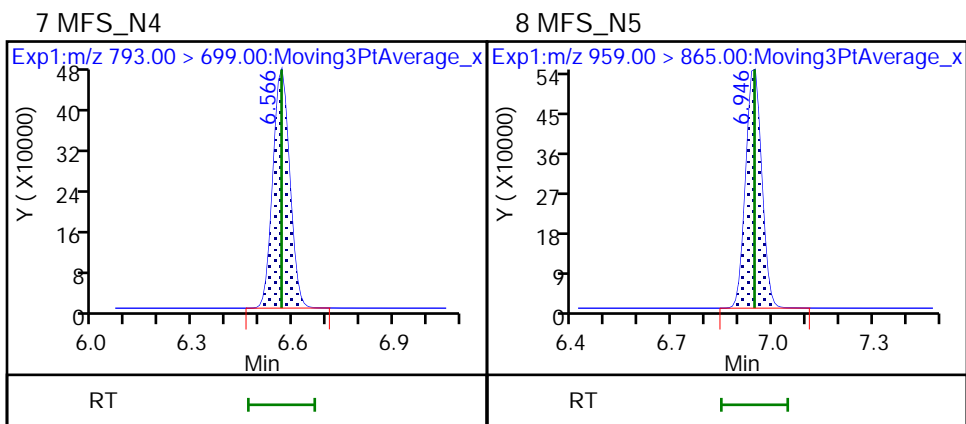 7 MFS_N4
Exp1:m/z 793.00 > 699.00:Moving3PtAverage_x
6.566
Y ( X10000)
48
40
32
24
16
8
0
6.0 6.3 6.6 6.9
Min
RT
8 MFS_N5
Exp1:m/z 959.00 > 865.00:Moving3PtAverage_x
6.946
Y ( X10000)
54
45
36
27
18
9
0
6.4 6.7 7.0 7.3
Min
RT